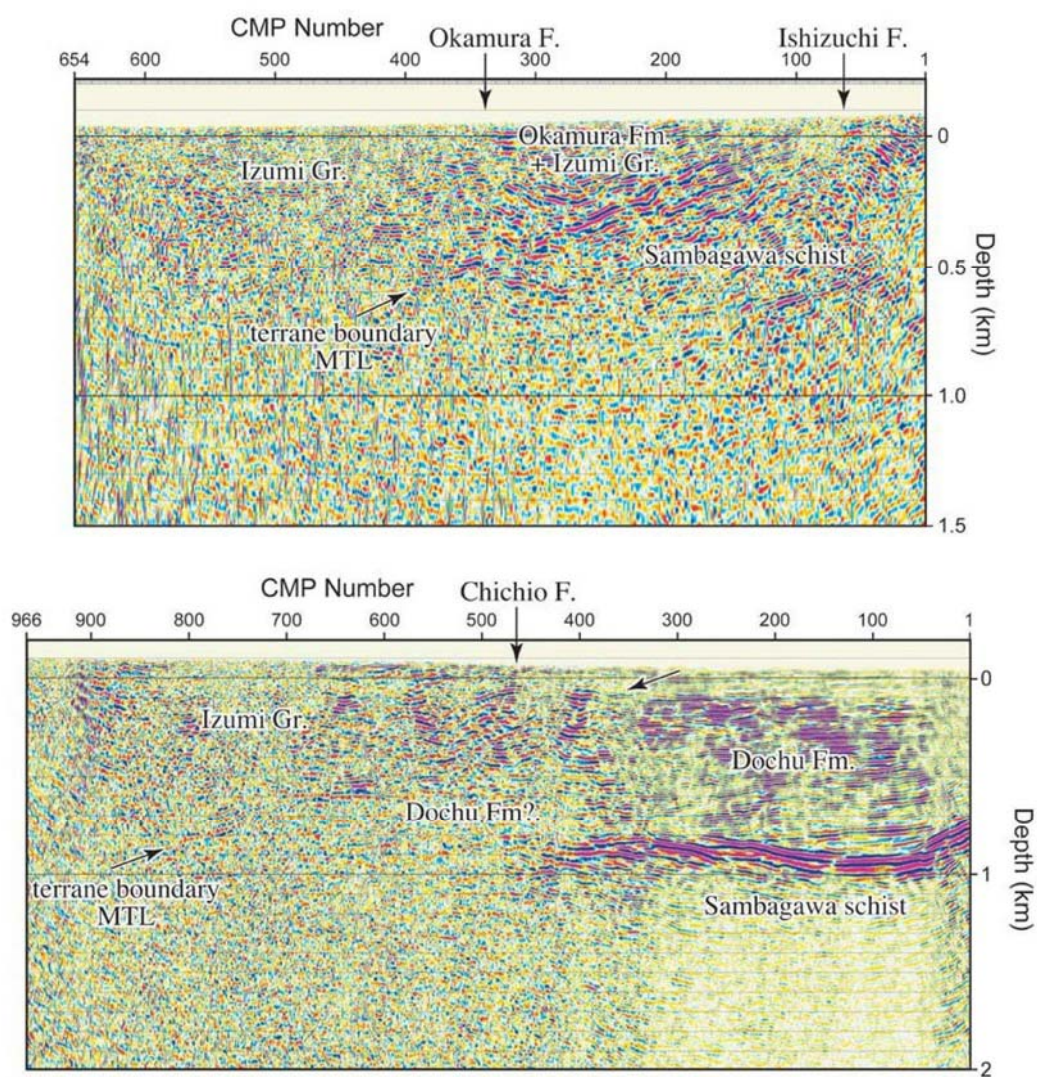 CMP Number
Okamura F.
Ishizuchi F.
654 600 500 400 300 200 100 1
Okamura Fm.
+ Izumi Gr.
Izumi Gr.
Sambagawa schist
terrane boundary
MTL
0
0.5
1.0
1.5
Depth (km)
CMP Number
Chichio F.
966 900 800 700 600 500 400 300 200 100 1
Izumi Gr.
Dochu Fm.
Dochu Fm?.
terrane boundary
MTL
Sambagawa schist
0
1
2
Depth (km)